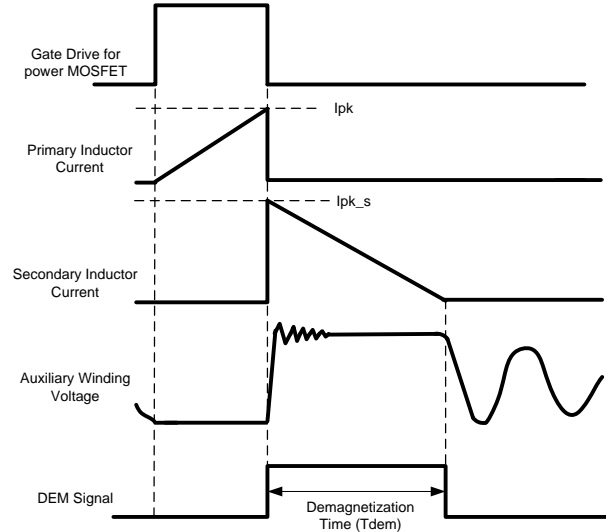 Gate Drive for
power MOSFET
Ipk
Primary Inductor
Current
Ipk_s
Secondary Inductor
Current
Auxiliary Winding
Voltage
DEM Signal
Demagnetization
Time (Tdem)